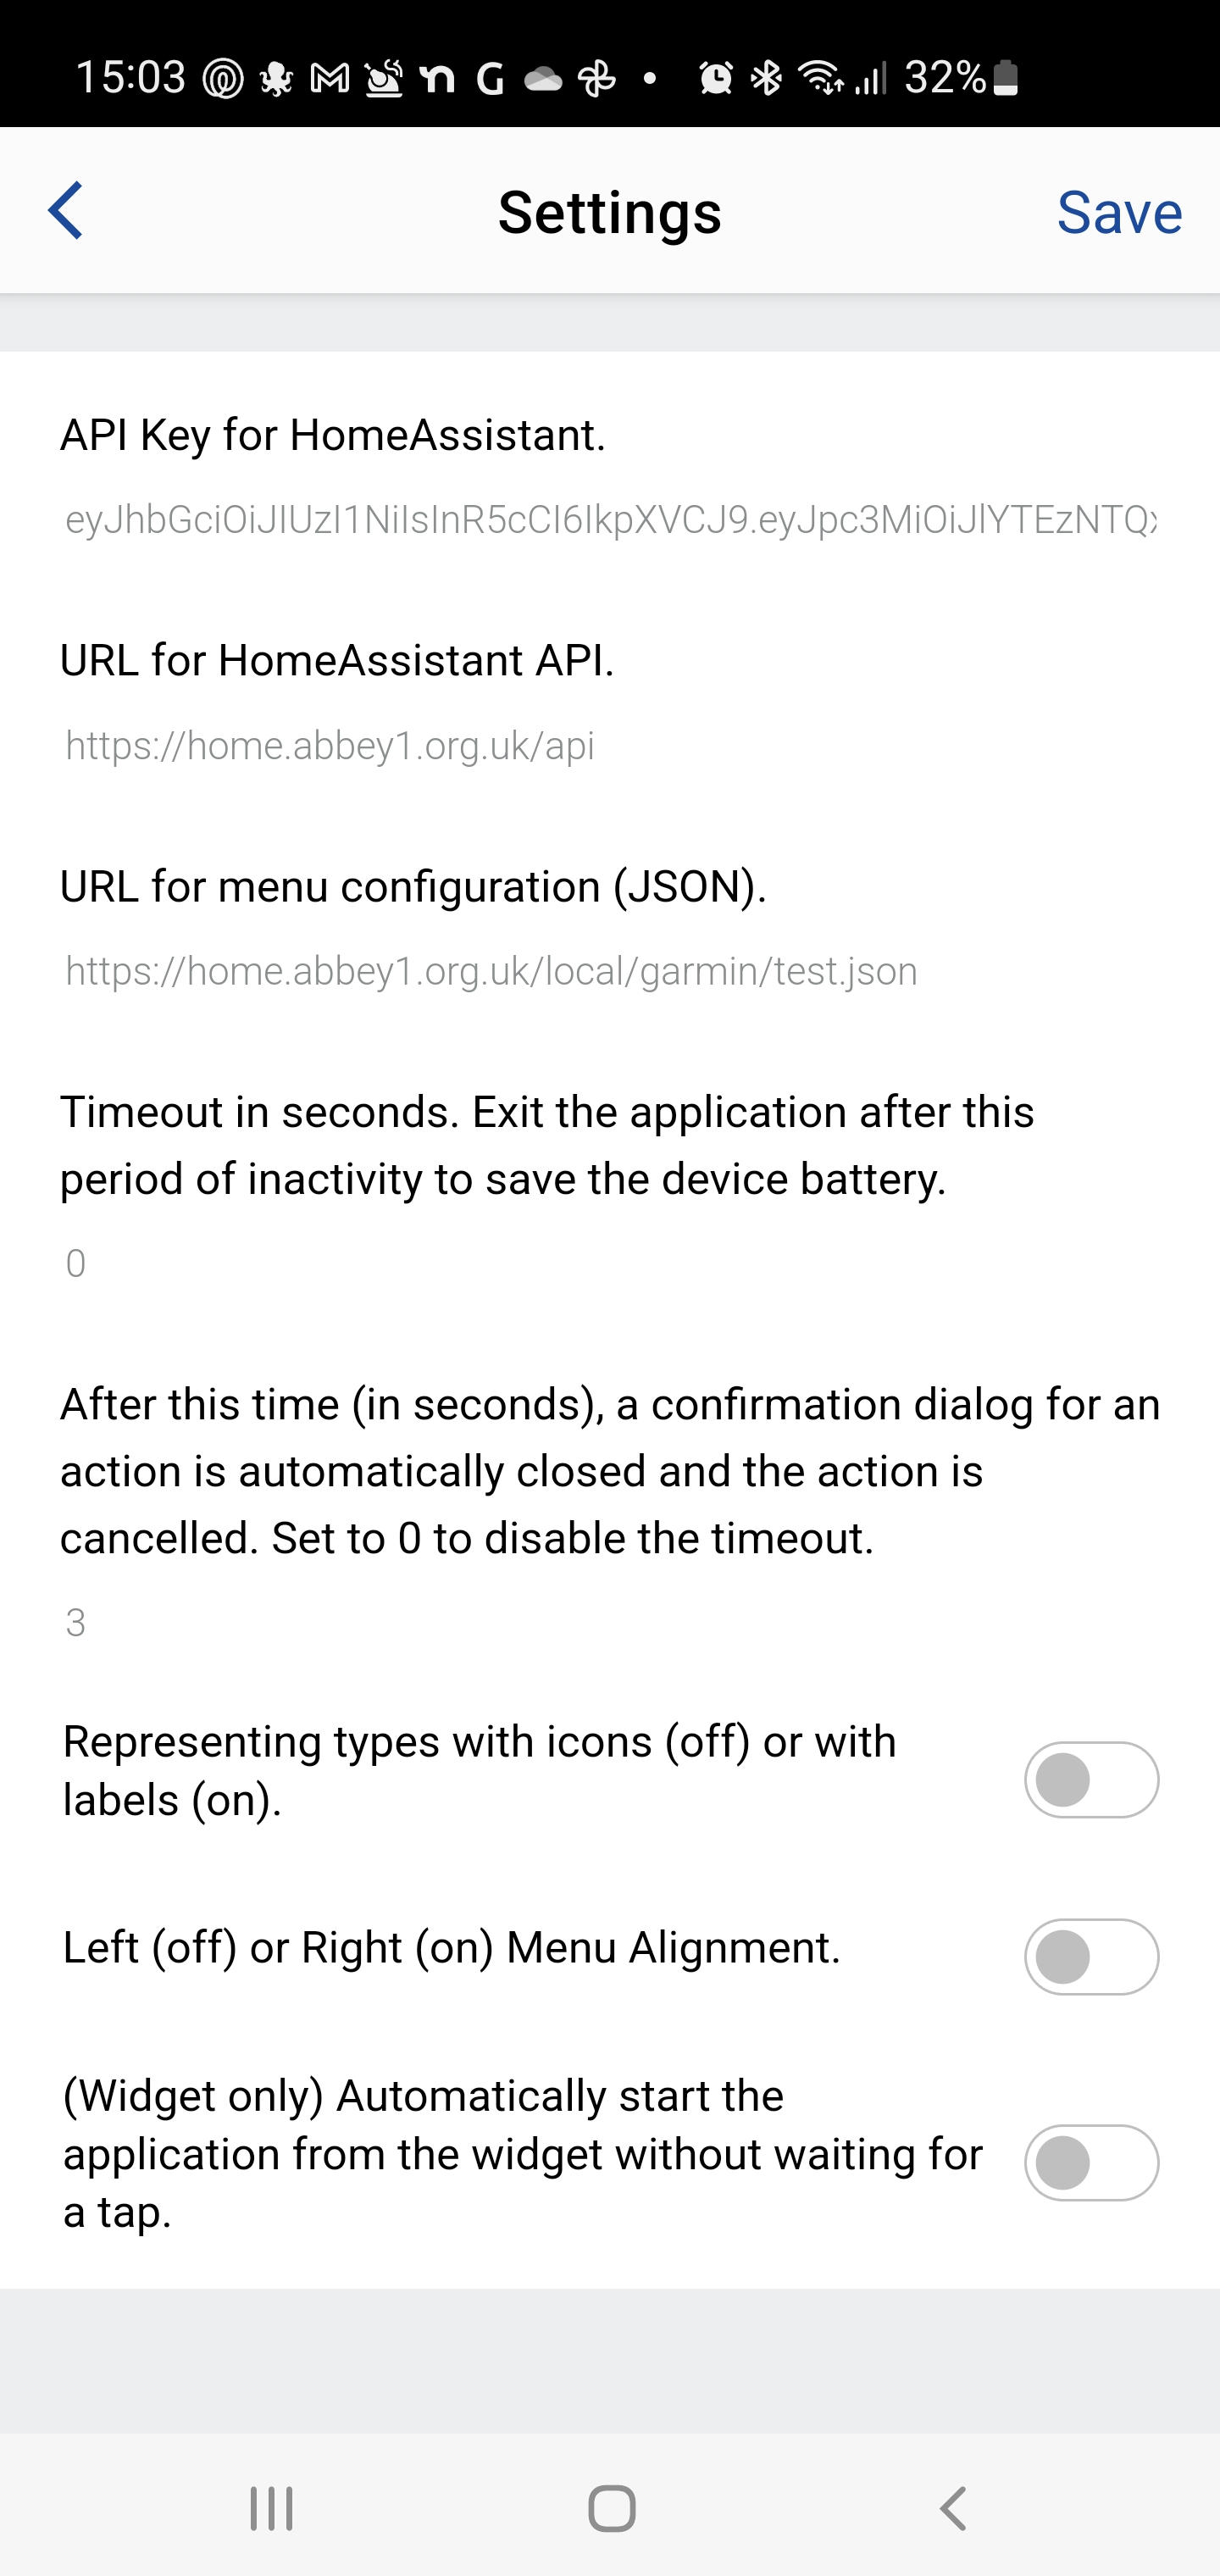 15:03 32%
Settings Save
API Key for HomeAssistant.
eyJhbGciOiJIUzI1NiIsInR5cCI6IkpXVCJ9.eyJpc3MiOiJlYTEzNTQ
URL for HomeAssistant API.
https://home.abbey1.org.uk/api
URL for menu configuration (JSON).
https://home.abbey1.org.uk/local/garmin/test.json
Timeout in seconds. Exit the application after this
period of inactivity to save the device battery.
0
After this time (in seconds), a confirmation dialog for an
action is automatically closed and the action is
cancelled. Set to 0 to disable the timeout.
3
Representing types with icons (off) or with
labels (on).
Left (off) or Right (on) Menu Alignment.
(Widget only) Automatically start the
application from the widget without waiting for
a tap.